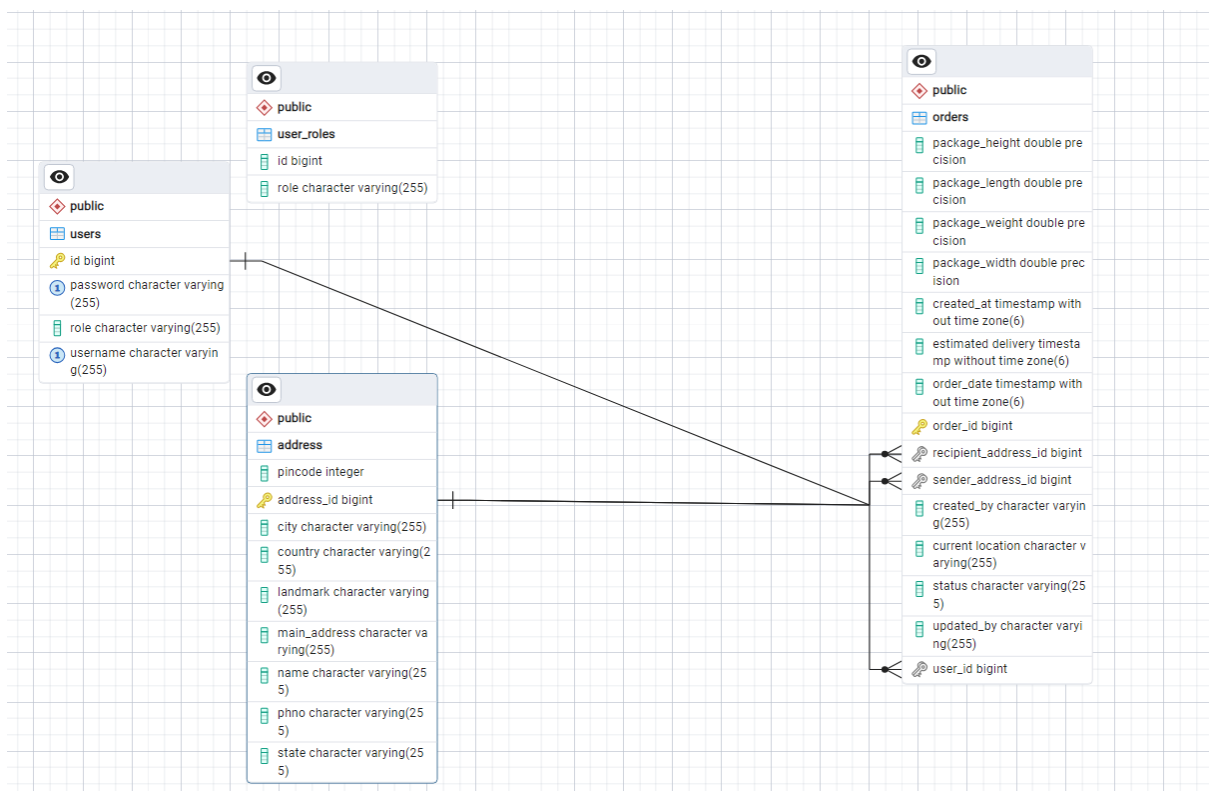 public
user_roles
id bigint
role character varying(255)
public
users
id bigint
password character varying
(255)
role character varying(255)
username character varyin
g(255)
public
address
pincode integer
address_id bigint
city character varying(255)
country character varying(2
55)
landmark character varying
(255)
main_address character va
rying(255)
name character varying(25
5)
phno character varying(25
5)
state character varying(25
5)
public
orders
package_height double pre
cision
package_length double pre
cision
package_weight double pre
cision
package_width double prec
ision
created_at timestamp with
out time zone(6)
estimated delivery timesta
mp without time zone(6)
order_date timestamp with
out time zone(6)
order_id bigint
recipient_address_id bigint
sender_address_id bigint
created_by character varyin
g(255)
current location character v
arying(255)
status character varying(25
5)
updated_by character varyi
ng(255)
user_id bigint